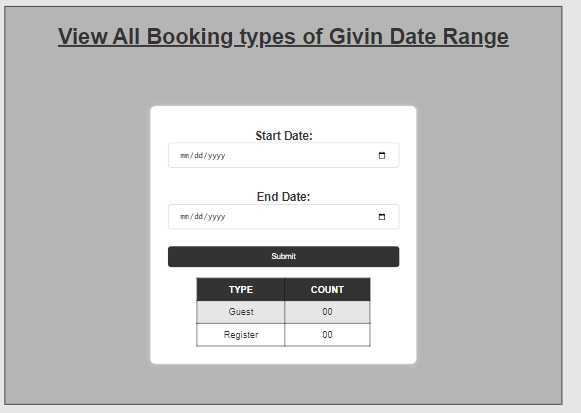 View All Booking types of Givin Date Range
Start Date:
mm/dd/yyyy
End Date:
mm/dd/yyyy
Submit
TYPE COUNT
Guest 00
Register 00